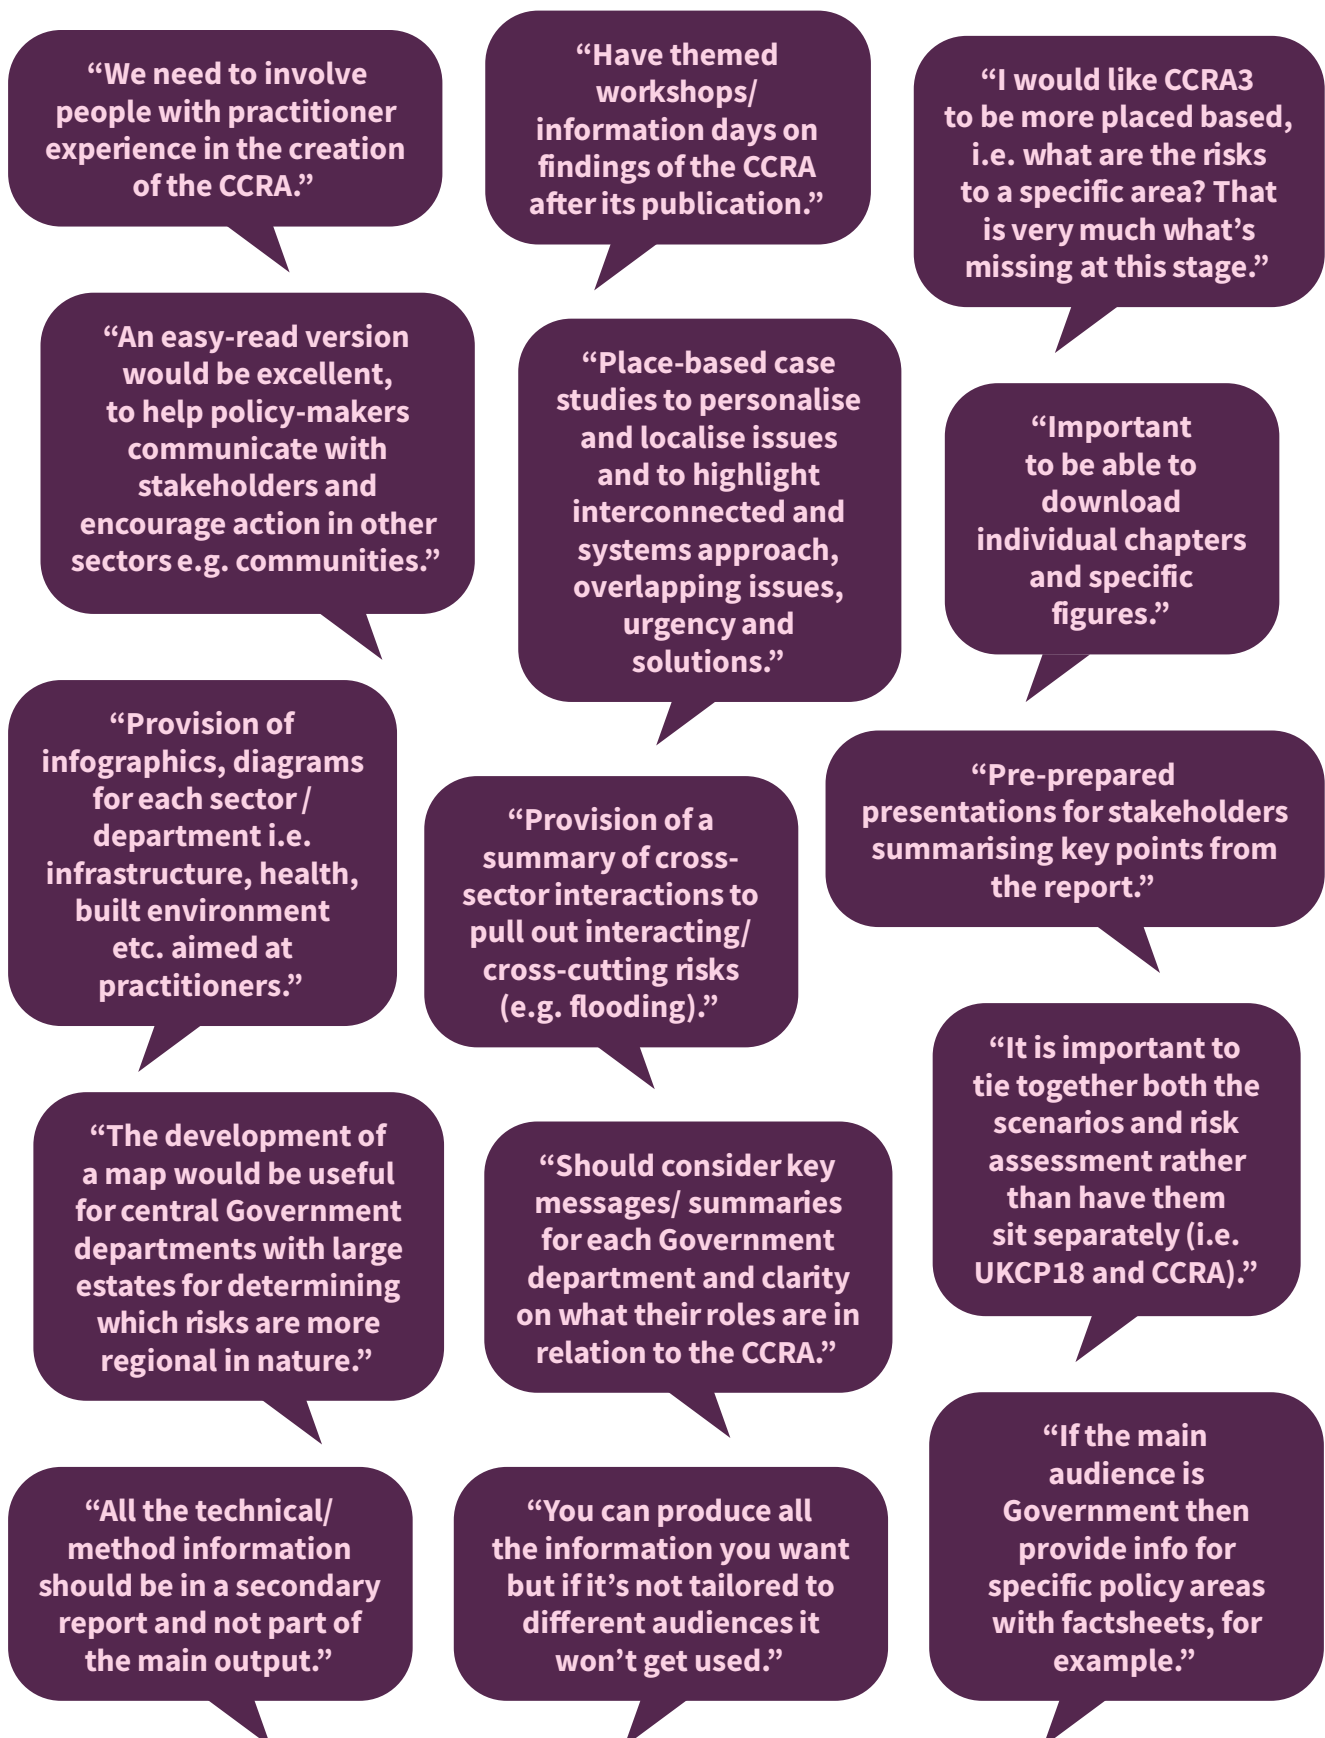 “We need to involve
people with practitioner
experience in the creation
of the CCRA.”
“Have themed
workshops/
information days on
findings of the CCRA
after its publication.”
“I would like CCRA3
to be more placed based,
i.e. what are the risks
to a specific area? That
is very much what’s
missing at this stage.”
“An easy-read version
would be excellent,
to help policy-makers
communicate with
stakeholders and
encourage action in other
sectors e.g. communities.”
“Place-based case
studies to personalise
and localise issues
and to highlight
interconnected and
systems approach,
overlapping issues,
urgency and
solutions.”
“Important
to be able to
download
individual chapters
and specific
figures.”
“Provision of
infographics, diagrams
for each sector /
department i.e.
infrastructure, health,
built environment
etc. aimed at
practitioners.”
“Provision of a
summary of cross-
sector interactions to
pull out interacting/
cross-cutting risks
(e.g. flooding).”
“Pre-prepared
presentations for stakeholders
summarising key points from
the report.”
“The development of
a map would be useful
for central Government
departments with large
estates for determining
which risks are more
regional in nature.”
“Should consider key
messages/ summaries
for each Government
department and clarity
on what their roles are in
relation to the CCRA.”
“It is important to
tie together both the
scenarios and risk
assessment rather
than have them
sit separately (i.e.
UKCP18 and CCRA).”
“All the technical/
method information
should be in a secondary
report and not part of
the main output.”
“You can produce all
the information you want
but if it’s not tailored to
different audiences it
won’t get used.”
“If the main
audience is
Government then
provide info for
specific policy areas
with factsheets, for
example.”